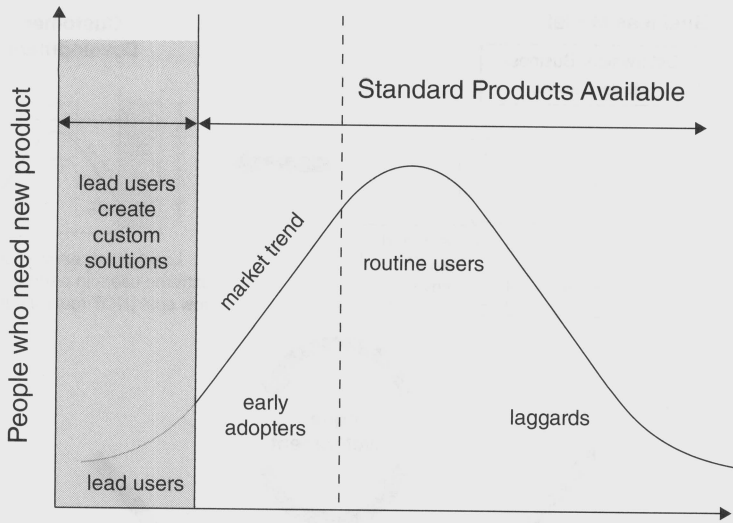 People who need new product
Standard Products Available
lead users
create
custom
solutions
market trend
routine users
early
adopters
laggards
lead users